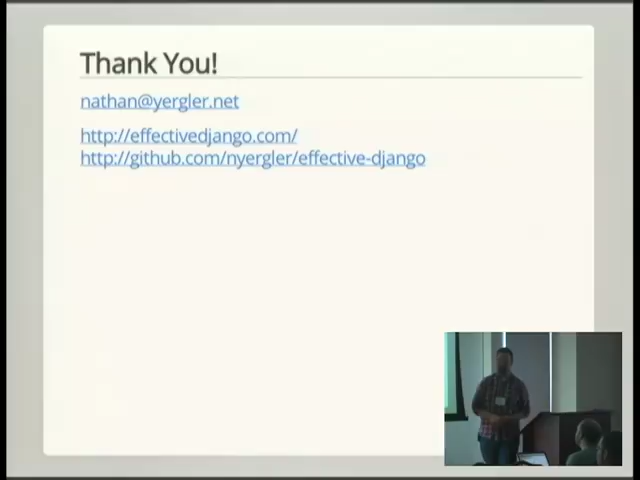 Thank You!
nathan@yergler.net
http://effectivedjango.com/
http://github.com/nyergler/effective-django